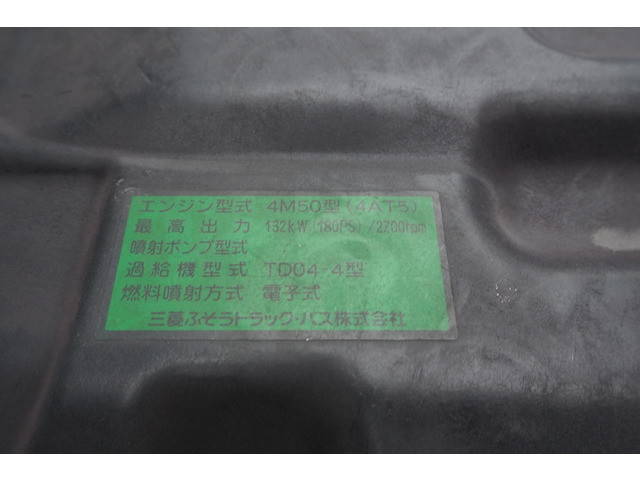 エンジン型式 4M50型(4AT5)
最高出力 132kW(180PS)/2700rpm
噴射ポンプ型式
過給機型式 TD04-4型
燃料噴射方式 電子式
三菱ふそうトラック・バス株式会社